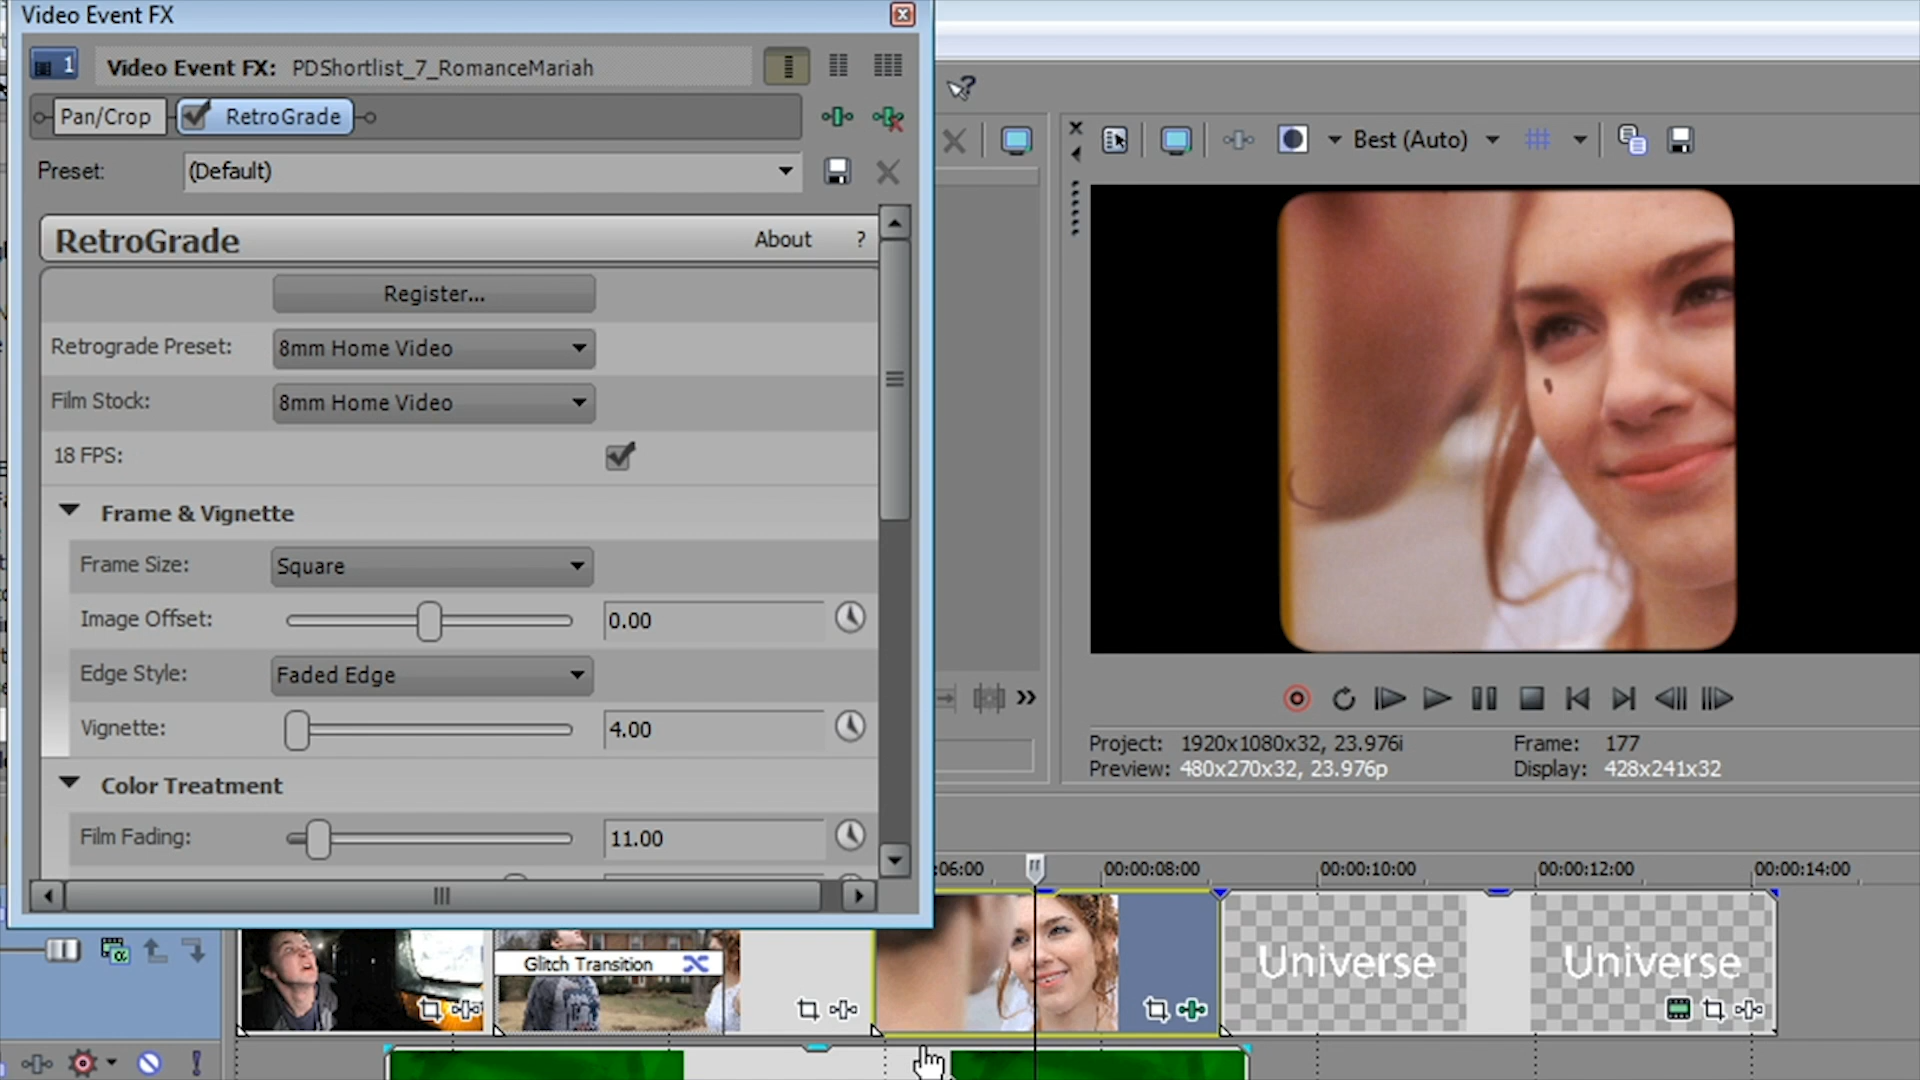 Video Event FX
1
Video Event FX: PDShortlist_7_RomanceMariah
Pan/Crop
RetroGrade
Preset:
(Default)
RetroGrade
About
?
Register...
Retrograde Preset:
8mm Home Video
Film Stock:
8mm Home Video
18 FPS:
Frame & Vignette
Frame Size:
Square
Image Offset:
0.00
Edge Style:
Faded Edge
Vignette:
4.00
Color Treatment
Film Fading:
11.00
Best (Auto)
Project: 1920x1080x32, 23.976i
Frame: 177
Preview: 480x270x32, 23.976p
Display: 428x241x32
:06:00
00:00:08:00
00:00:10:00
00:00:12:00
00:00:14:00
Glitch Transition
Universe
Universe